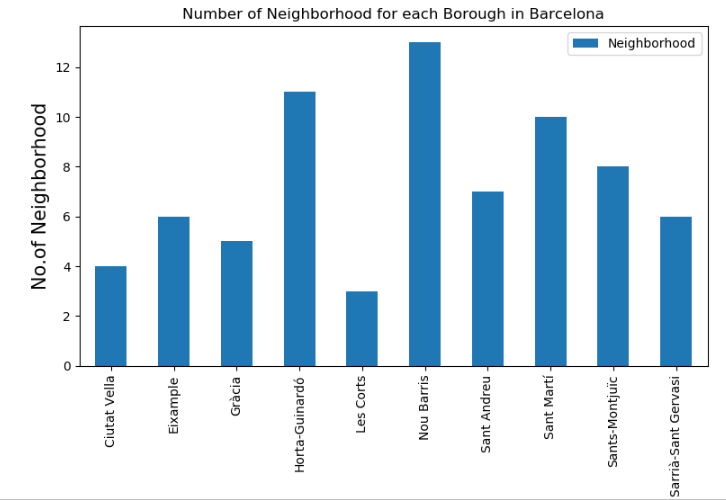 Number of Neighborhood for each Borough in Barcelona
Neighborhood
No.of Neighborhood
12
10
8
6
4
2
0
Ciutat Vella
Eixample
Gràcia
Horta-Guinardó
Les Corts
Nou Barris
Sant Andreu
Sant Martí
Sants-Montjuïc
Sarrià-Sant Gervasi